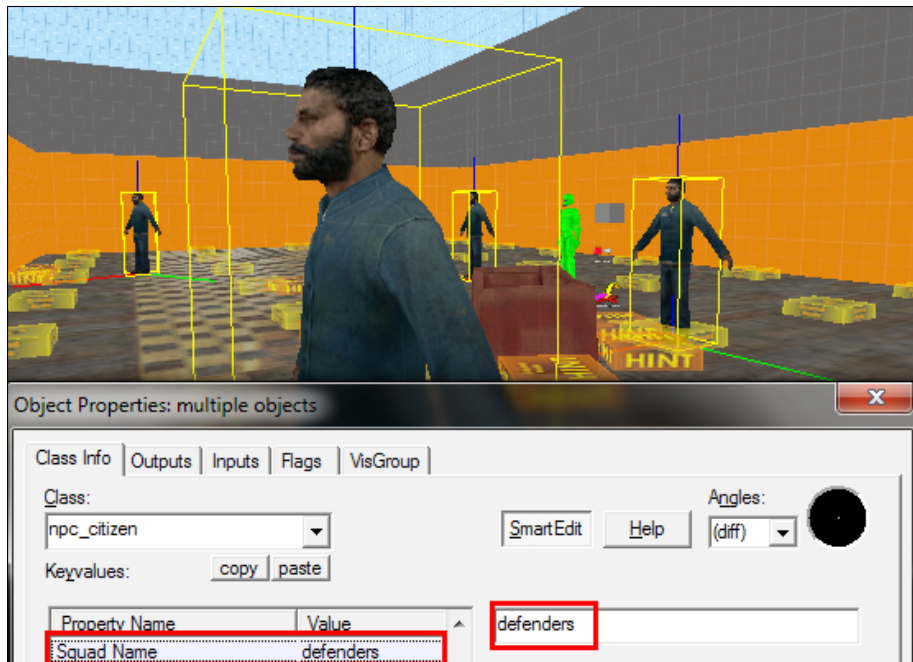 HINT
Object Properties: multiple objects
Class Info Outputs Inputs Flags VisGroup
Class: Angles:
npc_citizen SmartEdit Help (diff)
Keyvalues: copy paste
Property Name Value defenders
Squad Name defenders